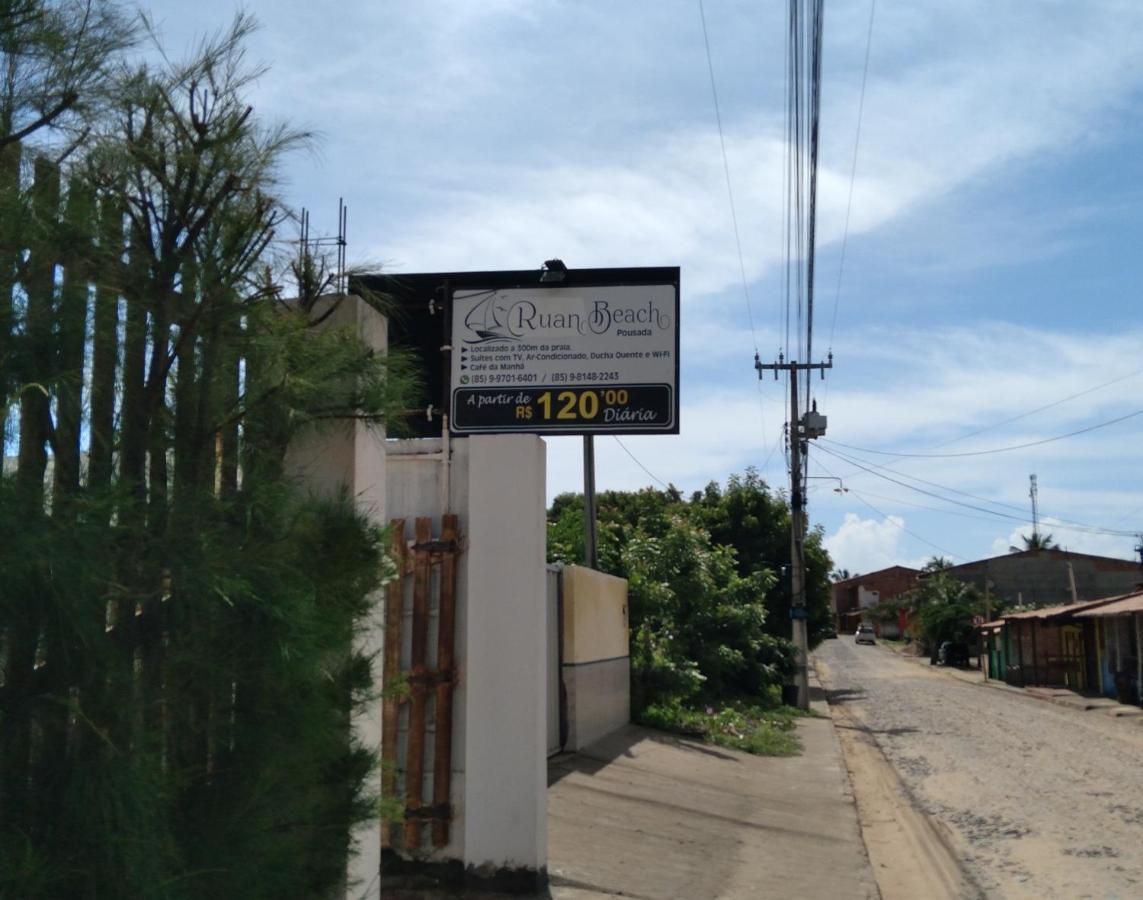 Ruan Beach
Pousada
▶ Localizado a 300m da praia.
▶ Suítes com TV, Ar-Condicionado, Ducha Quente e Wi-Fi
▶ Café da Manhã
(85) 9-9701-6401 / (85) 9-8148-2243
A partir de R$ 120'00 Diária